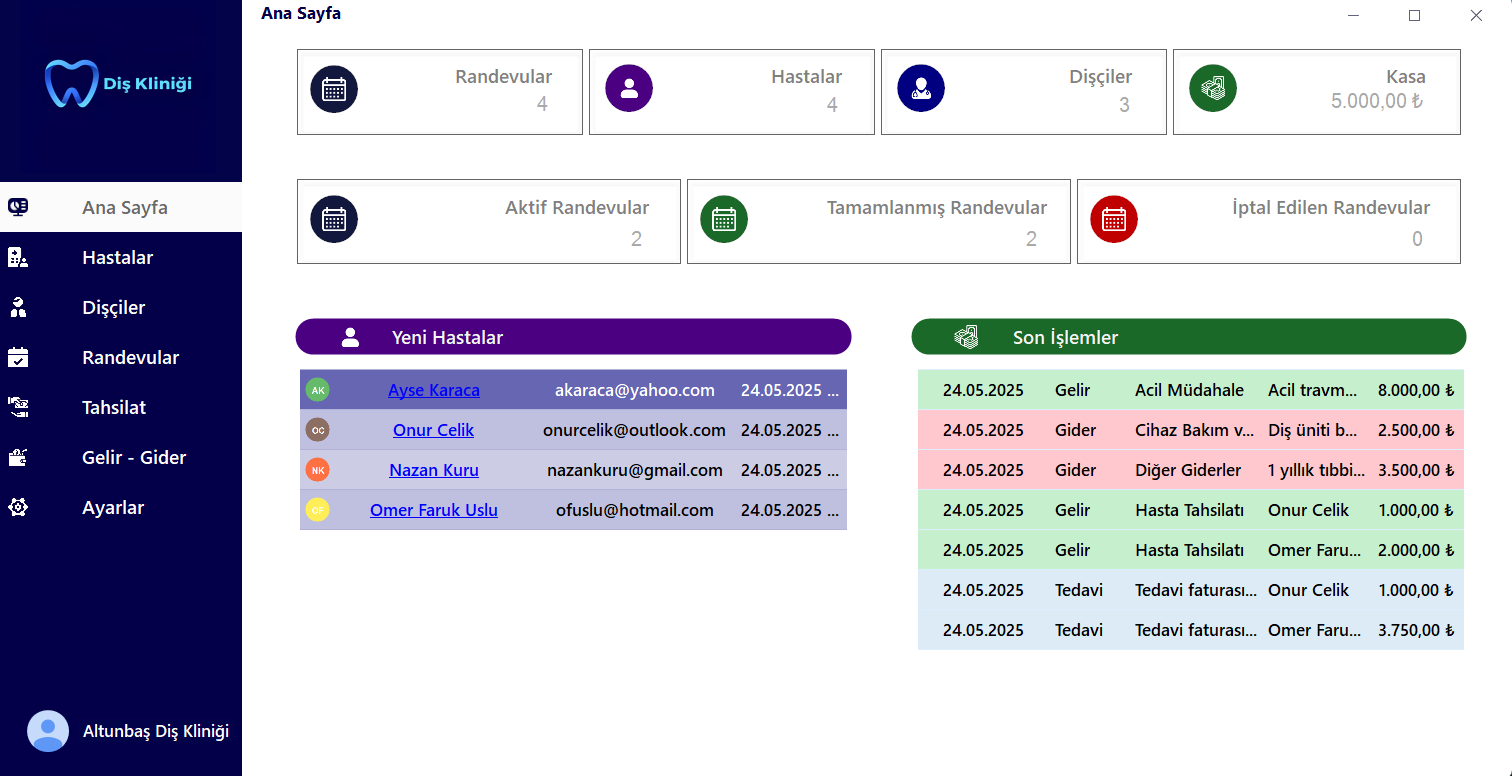 Ana Sayfa
Diş Kliniği
Ana Sayfa
Hastalar
Dişçiler
Randevular
Tahsilat
Gelir - Gider
Ayarlar
Altunbaş Diş Kliniği
Randevular
4
Hastalar
4
Dişçiler
3
Kasa
5.000,00 ₺
Aktif Randevular
2
Tamamlanmış Randevular
2
İptal Edilen Randevular
0
Yeni Hastalar
AK Ayse Karaca akaraca@yahoo.com 24.05.2025 ...
OC Onur Celik onurcelik@outlook.com 24.05.2025 ...
NK Nazan Kuru nazankuru@gmail.com 24.05.2025 ...
OF Omer Faruk Uslu ofuslu@hotmail.com 24.05.2025 ...
Son İşlemler
24.05.2025 Gelir Acil Müdahale Acil travm... 8.000,00 ₺
24.05.2025 Gider Cihaz Bakım v... Diş üniti b... 2.500,00 ₺
24.05.2025 Gider Diğer Giderler 1 yıllık tıbbi... 3.500,00 ₺
24.05.2025 Gelir Hasta Tahsilatı Onur Celik 1.000,00 ₺
24.05.2025 Gelir Hasta Tahsilatı Omer Faru... 2.000,00 ₺
24.05.2025 Tedavi Tedavi faturası... Onur Celik 1.000,00 ₺
24.05.2025 Tedavi Tedavi faturası... Omer Faru... 3.750,00 ₺